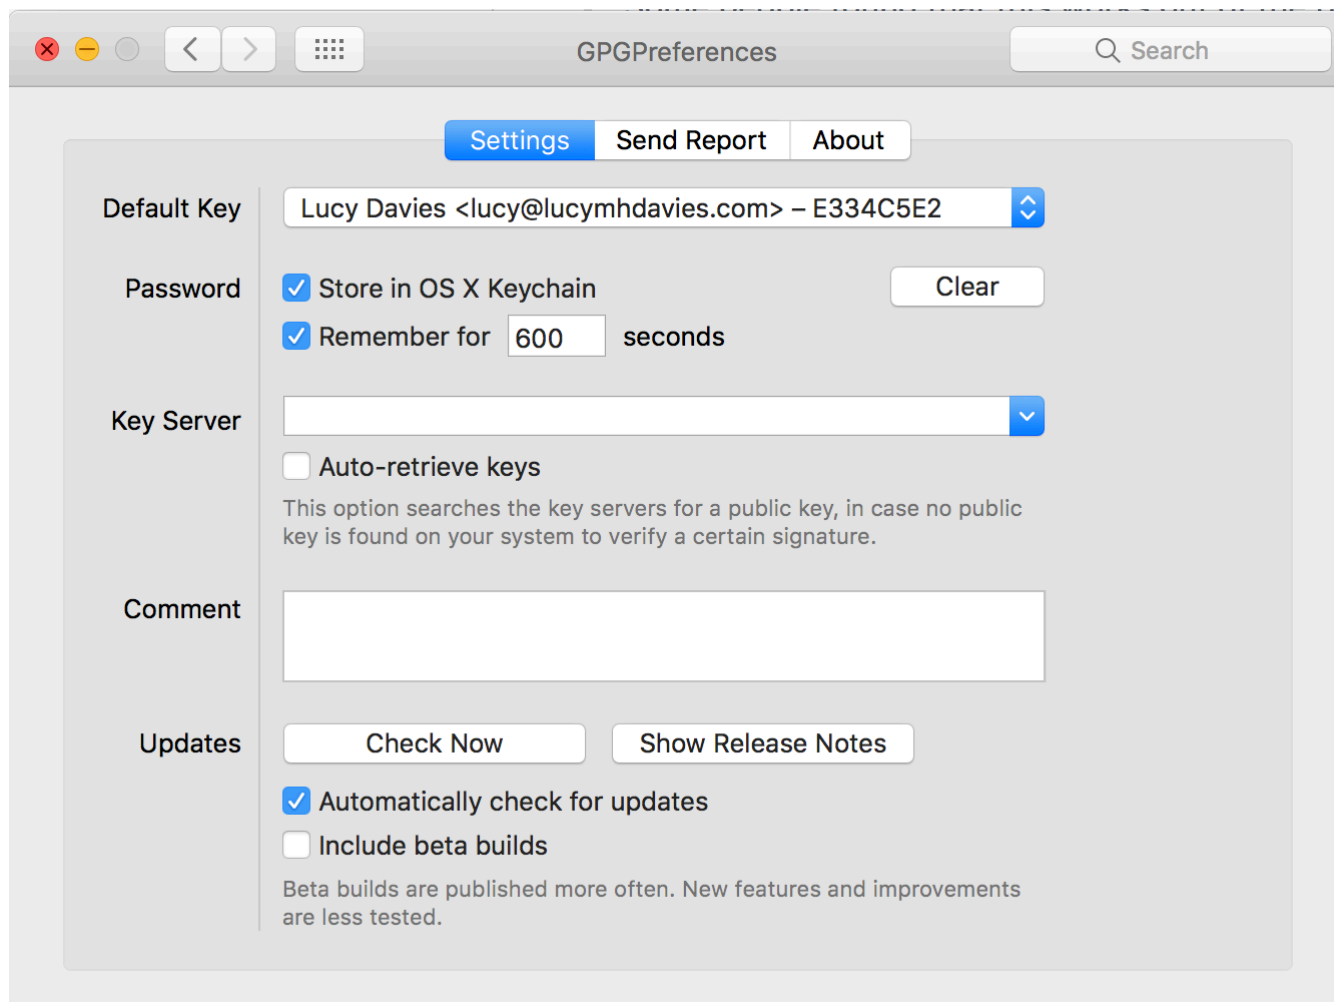 GPGPreferences
Search
Settings
Send Report
About
Default Key
Lucy Davies <lucy@lucymhdavies.com> – E334C5E2
Password
Store in OS X Keychain
Clear
Remember for 600 seconds
Key Server
Auto-retrieve keys
This option searches the key servers for a public key, in case no public
key is found on your system to verify a certain signature.
Comment
Updates
Check Now
Show Release Notes
Automatically check for updates
Include beta builds
Beta builds are published more often. New features and improvements
are less tested.